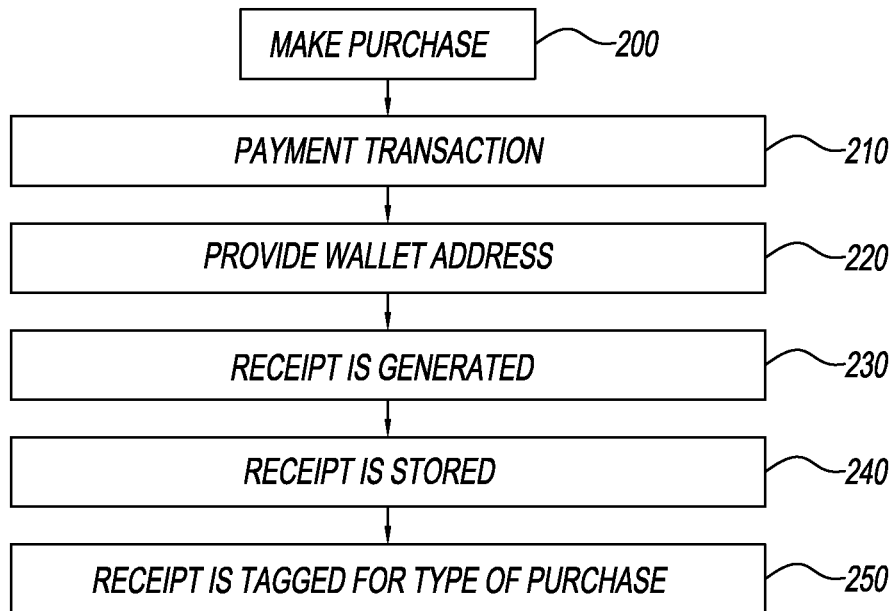 MAKE PURCHASE 200
PAYMENT TRANSACTION 210
PROVIDE WALLET ADDRESS 220
RECEIPT IS GENERATED 230
RECEIPT IS STORED 240
RECEIPT IS TAGGED FOR TYPE OF PURCHASE 250